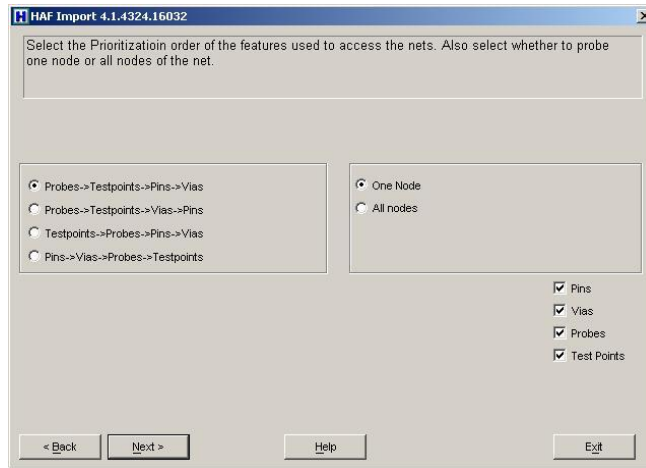 HAF Import 4.1.4324.16032
Select the Prioritizatioin order of the features used to access the nets. Also select whether to probe
one node or all nodes of the net.
Probes->Testpoints->Pins->Vias
Probes->Testpoints->Vias->Pins
Testpoints->Probes->Pins->Vias
Pins->Vias->Probes->Testpoints
One Node
All nodes
Pins
Vias
Probes
Test Points
< Back
Next >
Help
Exit